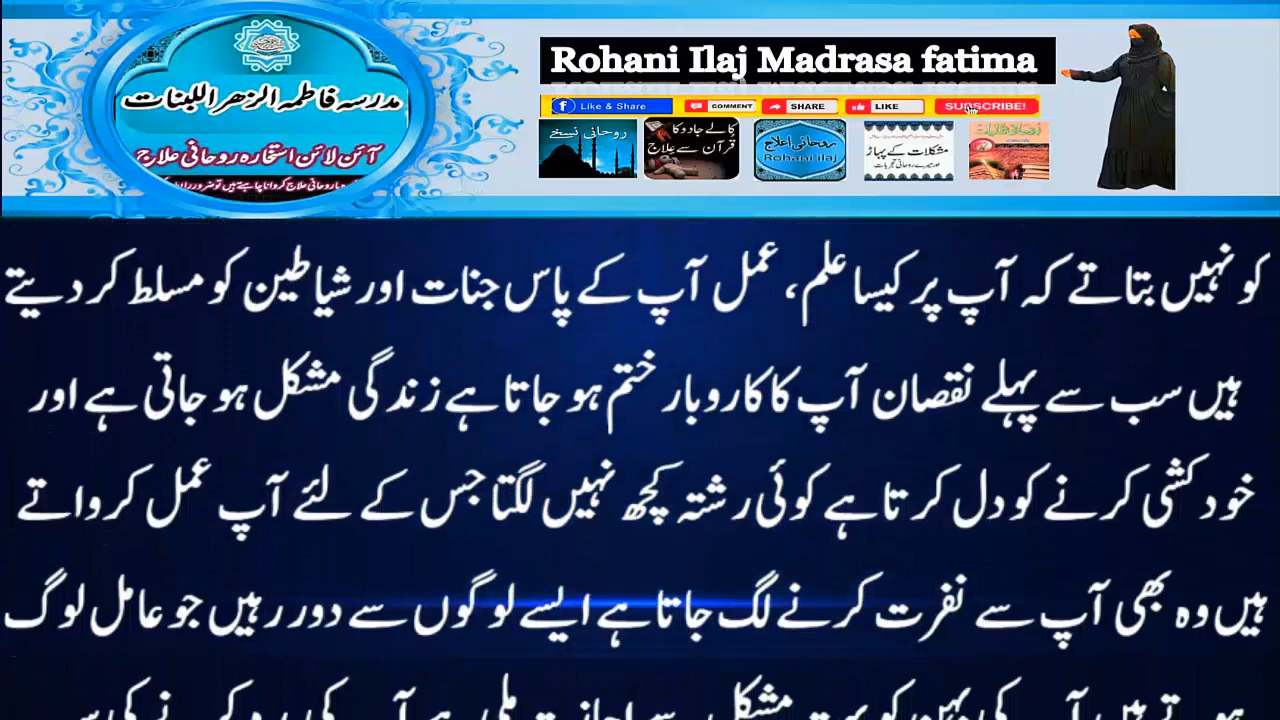 Rohani Ilaj Madrasa fatima
Like & Share
COMMENT
SHARE
LIKE
SUBSCRIBE!
مدرسہ فاطمہ الزھرا للبنات
آئن لائن استخارہ روحانی علاج
روحانی نسخے
کالے جادو کا
قرآن سے علاج
روحانی علاج
Rohani ilaj
مشکلات کے پہاڑ
کو نہیں بتاتے کہ آپ پر کیسا علم، عمل آپ کے پاس جنات اور شیاطین کو مسلط کر دیتے
ہیں سب سے پہلے نقصان آپ کا کاروبار ختم ہو جاتا ہے زندگی مشکل ہو جاتی ہے اور
خودکشی کرنے کو دل کرتا ہے کوئی رشتہ کچھ نہیں لگتا جس کے لئے آپ عمل کرواتے
ہیں وہ بھی آپ سے نفرت کرنے لگ جاتا ہے ایسے لوگوں سے دور رہیں جو عامل لوگ